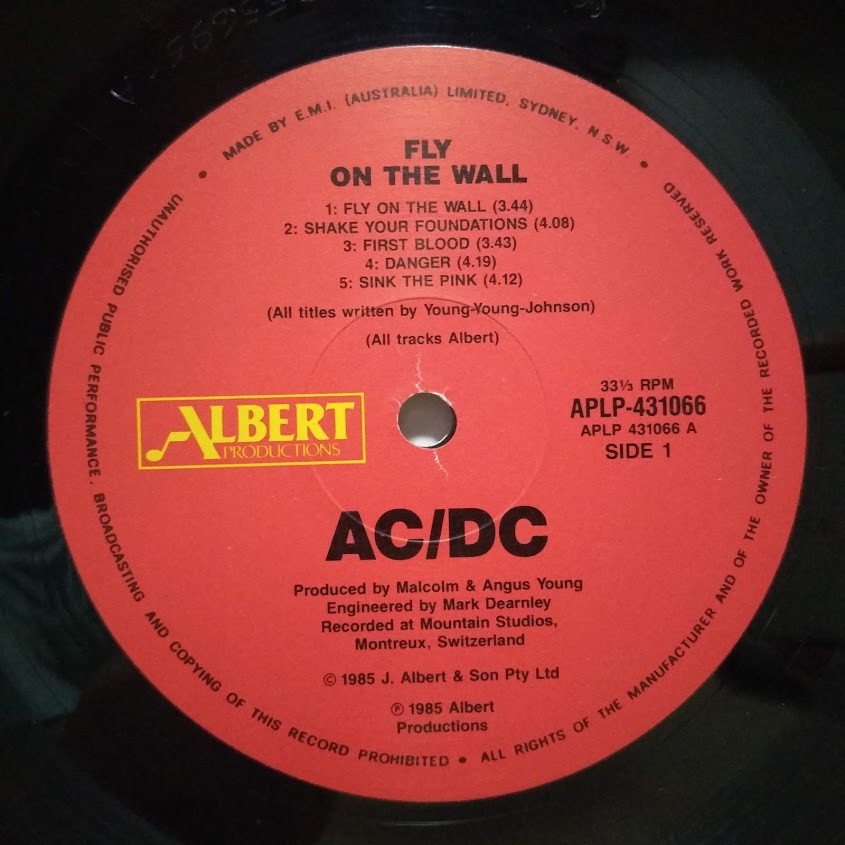 MADE BY E.M.I. (AUSTRALIA) LIMITED, SYDNEY, N.S.W. •
FLY
ON THE WALL
1: FLY ON THE WALL (3.44)
2: SHAKE YOUR FOUNDATIONS (4.08)
3: FIRST BLOOD (3.43)
4: DANGER (4.19)
5: SINK THE PINK (4.12)
(All titles written by Young-Young-Johnson)
(All tracks Albert)
ALBERT
PRODUCTIONS
33⅓ RPM
APLP-431066
APLP 431066 A
SIDE 1
AC/DC
Produced by Malcolm & Angus Young
Engineered by Mark Dearnley
Recorded at Mountain Studios,
Montreux, Switzerland
© 1985 J. Albert & Son Pty Ltd
℗ 1985 Albert
Productions
UNAUTHORISED PUBLIC PERFORMANCE. BROADCASTING AND COPYING OF THIS RECORD PROHIBITED • ALL RIGHTS OF THE MANUFACTURER AND OF THE OWNER OF THE RECORDED WORK RESERVED •